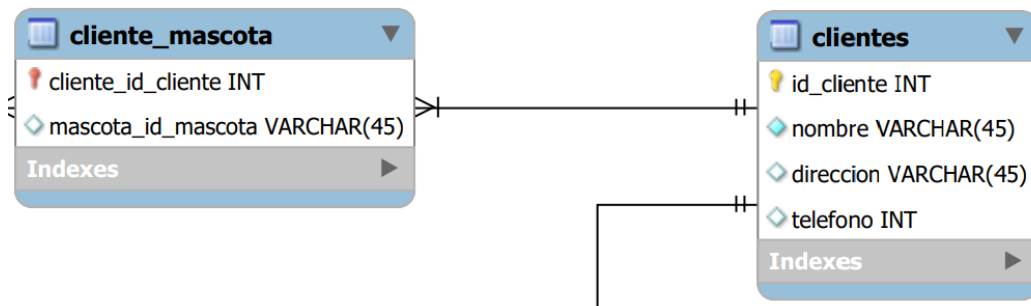 cliente_mascota
cliente_id_cliente INT
mascota_id_mascota VARCHAR(45)
Indexes
clientes
id_cliente INT
nombre VARCHAR(45)
direccion VARCHAR(45)
telefono INT
Indexes